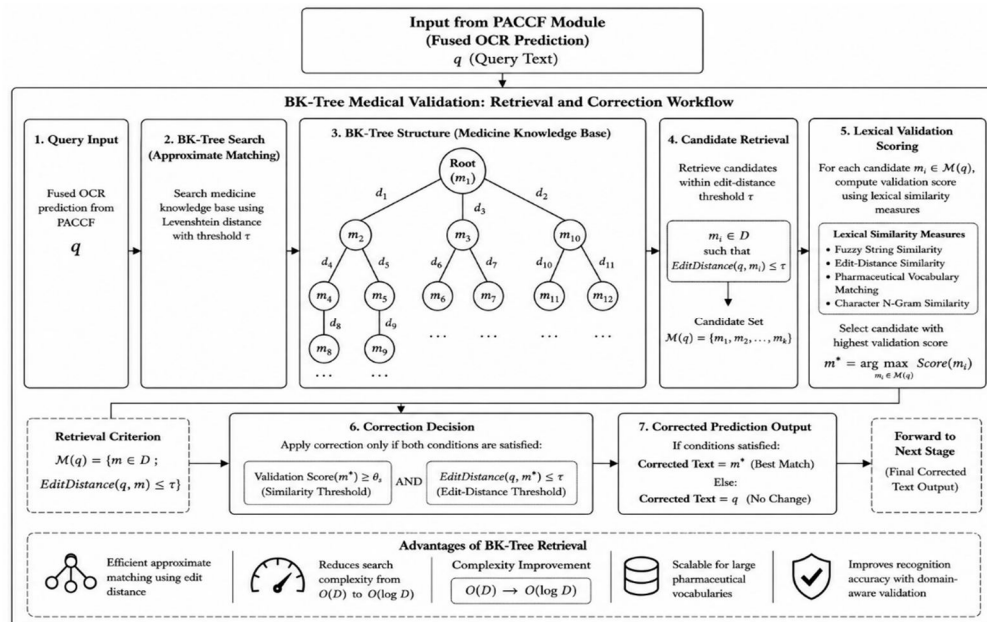 Input from PACCF Module
(Fused OCR Prediction)
q (Query Text)
BK-Tree Medical Validation: Retrieval and Correction Workflow
1. Query Input
Fused OCR
prediction from
PACCF
q
2. BK-Tree Search
(Approximate Matching)
Search medicine
knowledge base using
Levenshtein distance
with threshold τ
3. BK-Tree Structure (Medicine Knowledge Base)
Root
(m₁)
d₁ d₃ d₂
m₂ m₃ m₁₀
d₄ d₅ d₆ d₇ d₁₀ d₁₁
m₄ m₅ m₆ m₇ m₁₁ m₁₂
d₈ d₉
m₈ m₉ ... ... ... ...
... ...
4. Candidate Retrieval
Retrieve candidates
within edit-distance
threshold τ
mᵢ ∈ D
such that
EditDistance(q, mᵢ) ≤ τ
Candidate Set
ℳ(q) = {m₁, m₂, ..., mₖ}
5. Lexical Validation
Scoring
For each candidate mᵢ ∈ ℳ(q),
compute validation score
using lexical similarity
measures
Lexical Similarity Measures
• Fuzzy String Similarity
• Edit-Distance Similarity
• Pharmaceutical Vocabulary
Matching
• Character N-Gram Similarity
Select candidate with
highest validation score
m* = arg max Score(mᵢ)
mᵢ ∈ ℳ(q)
Retrieval Criterion
ℳ(q) = {m ∈ D ;
EditDistance(q, m) ≤ τ}
6. Correction Decision
Apply correction only if both conditions are satisfied:
Validation Score(m*) ≥ θₛ
(Similarity Threshold)
AND
EditDistance(q, m*) ≤ τ
(Edit-Distance Threshold)
7. Corrected Prediction Output
If conditions satisfied:
Corrected Text = m* (Best Match)
Else:
Corrected Text = q (No Change)
Forward to
Next Stage
(Final Corrected
Text Output)
Advantages of BK-Tree Retrieval
Efficient approximate
matching using edit
distance
Reduces search
complexity from
O(D) to O(log D)
Complexity Improvement
O(D) → O(log D)
Scalable for large
pharmaceutical
vocabularies
Improves recognition
accuracy with domain-
aware validation